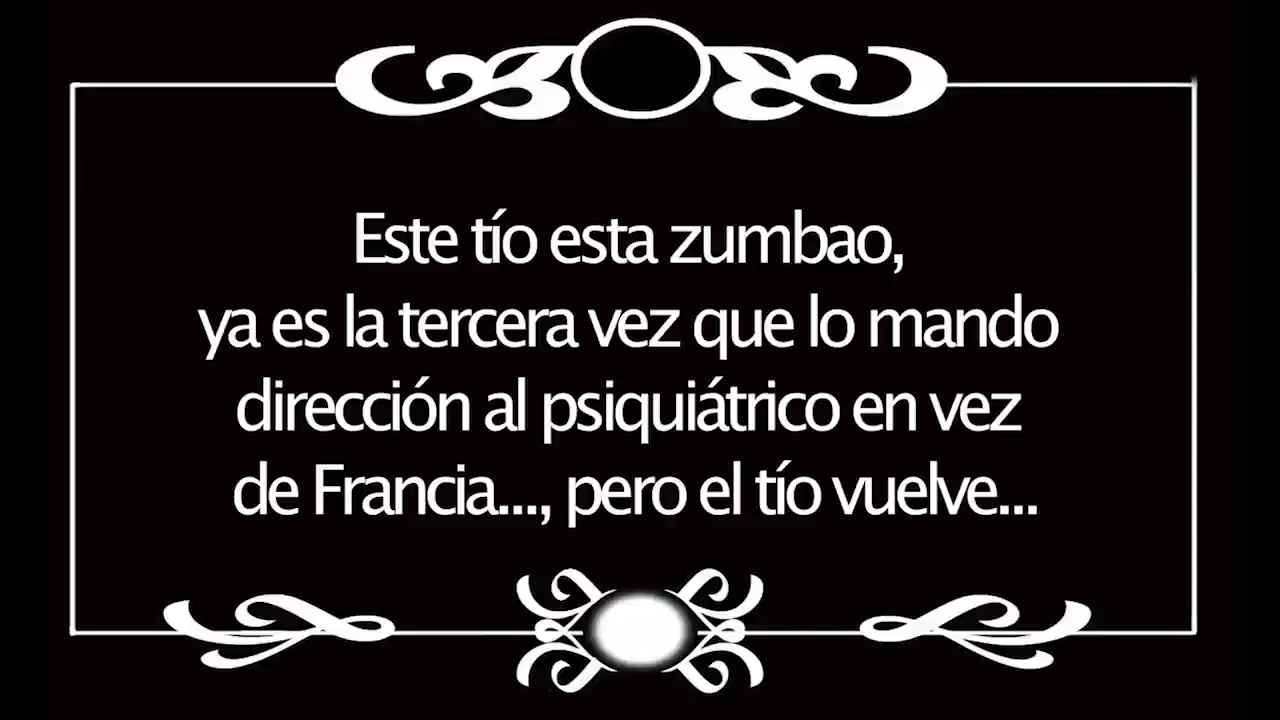 Este tío esta zumbao,
ya es la tercera vez que lo mando
dirección al psiquiátrico en vez
de Francia..., pero el tío vuelve...